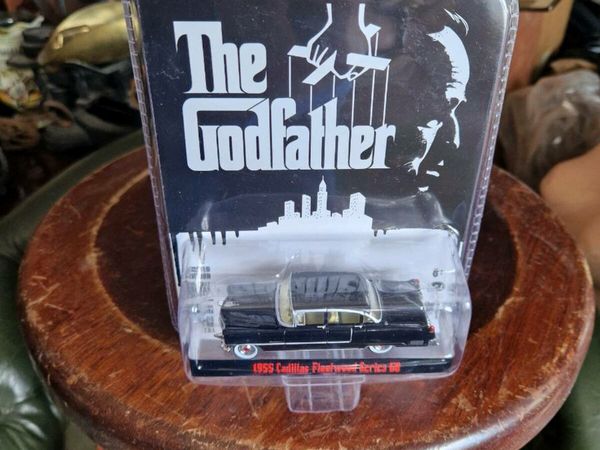 The
Godfather
1955 Cadillac Fleetwood Series 60